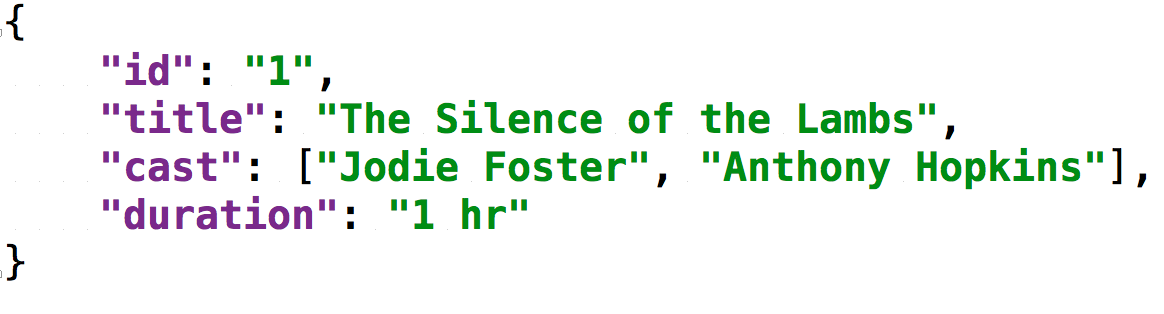 {
    "id": "1",
    "title": "The Silence of the Lambs",
    "cast": ["Jodie Foster", "Anthony Hopkins"],
    "duration": "1 hr"
}